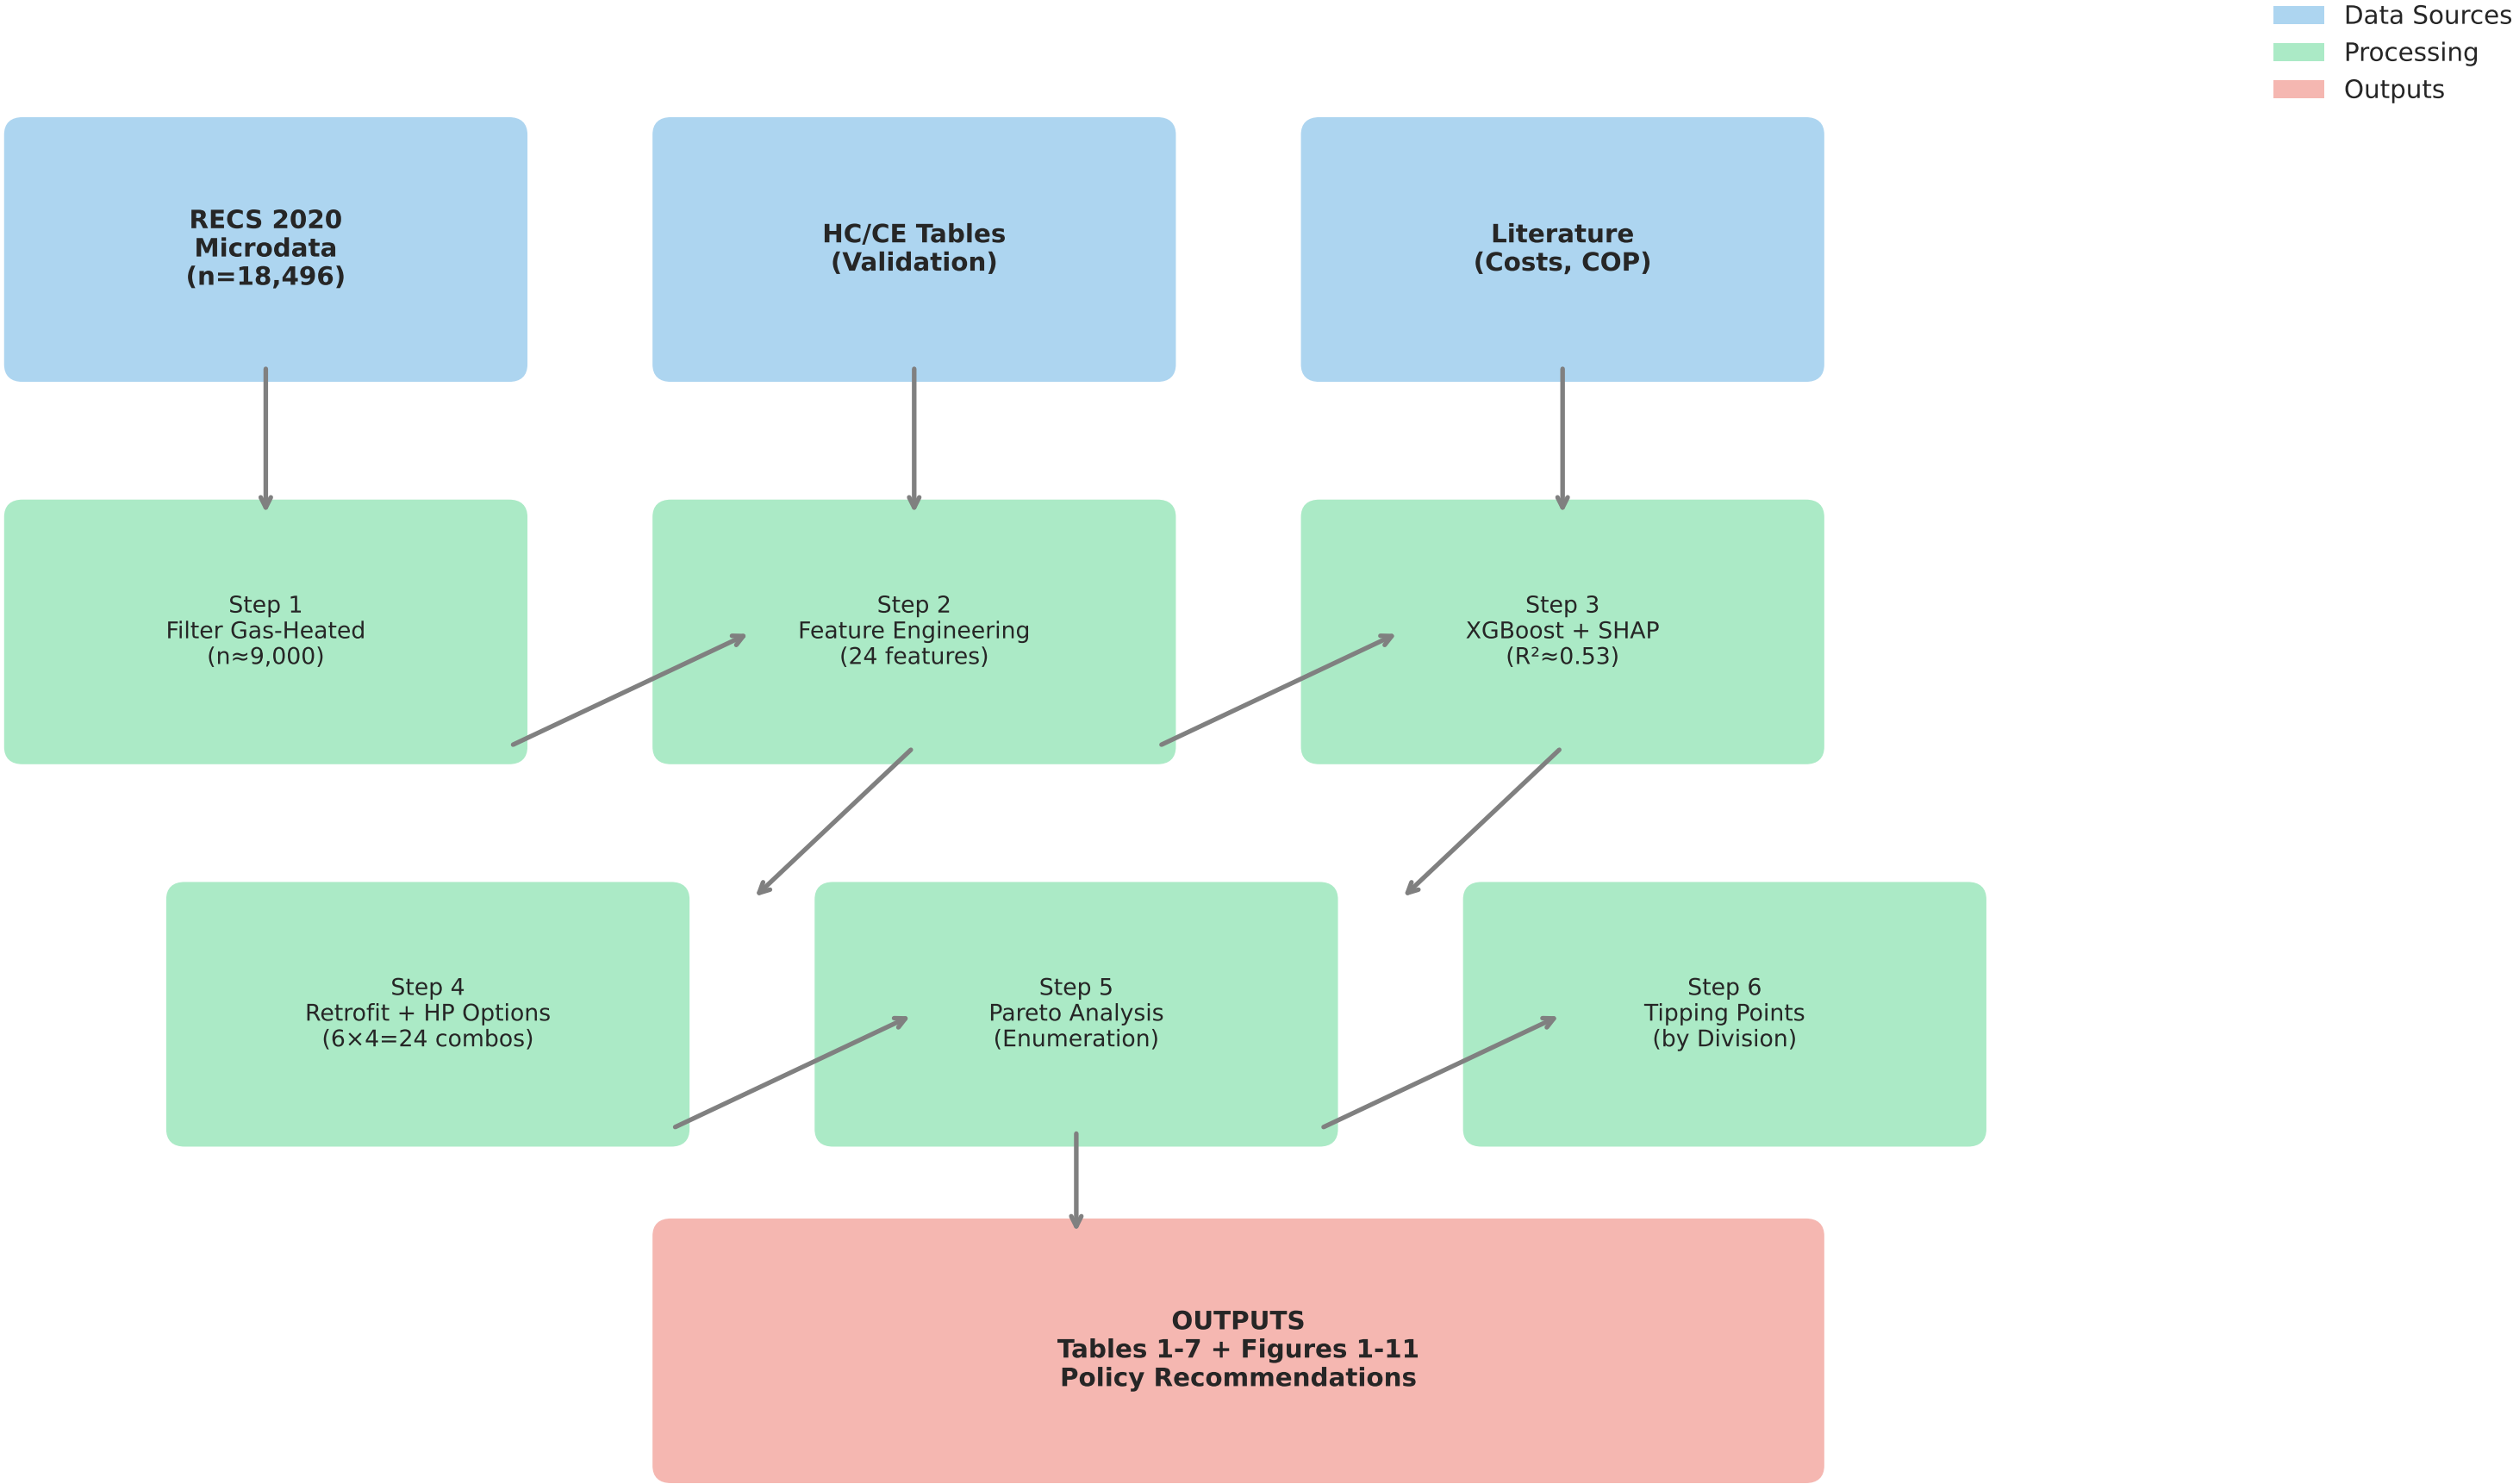 Data Sources
Processing
Outputs
RECS 2020
Microdata
(n=18,496)
HC/CE Tables
(Validation)
Literature
(Costs, COP)
Step 1
Filter Gas-Heated
(n≈9,000)
Step 2
Feature Engineering
(24 features)
Step 3
XGBoost + SHAP
(R²≈0.53)
Step 4
Retrofit + HP Options
(6×4=24 combos)
Step 5
Pareto Analysis
(Enumeration)
Step 6
Tipping Points
(by Division)
OUTPUTS
Tables 1-7 + Figures 1-11
Policy Recommendations